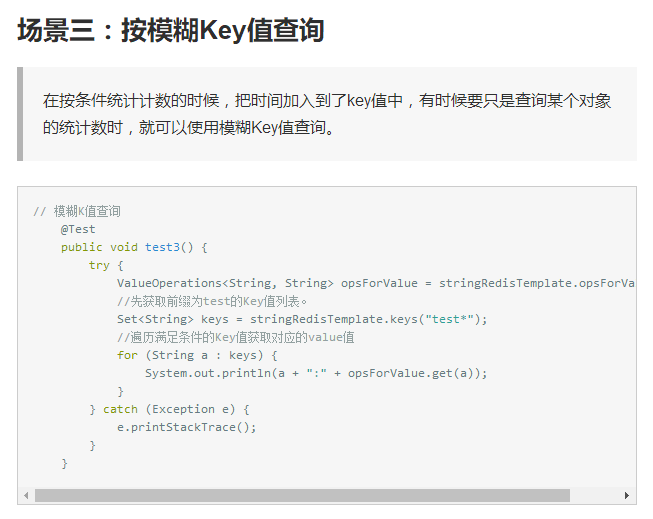 场景三：按模糊Key值查询
在按条件统计计数的时候，把时间加入到了key值中，有时候要只是查询某个对象
的统计数时，就可以使用模糊Key值查询。
// 模糊K值查询
@Test
public void test3() {
try {
ValueOperations<String, String> opsForValue = stringRedisTemplate.opsForVa
//先获取前缀为test的Key值列表。
Set<String> keys = stringRedisTemplate.keys("test*");
//遍历满足条件的Key值获取对应的value值
for (String a : keys) {
System.out.println(a + ":" + opsForValue.get(a));
}
} catch (Exception e) {
e.printStackTrace();
}
}